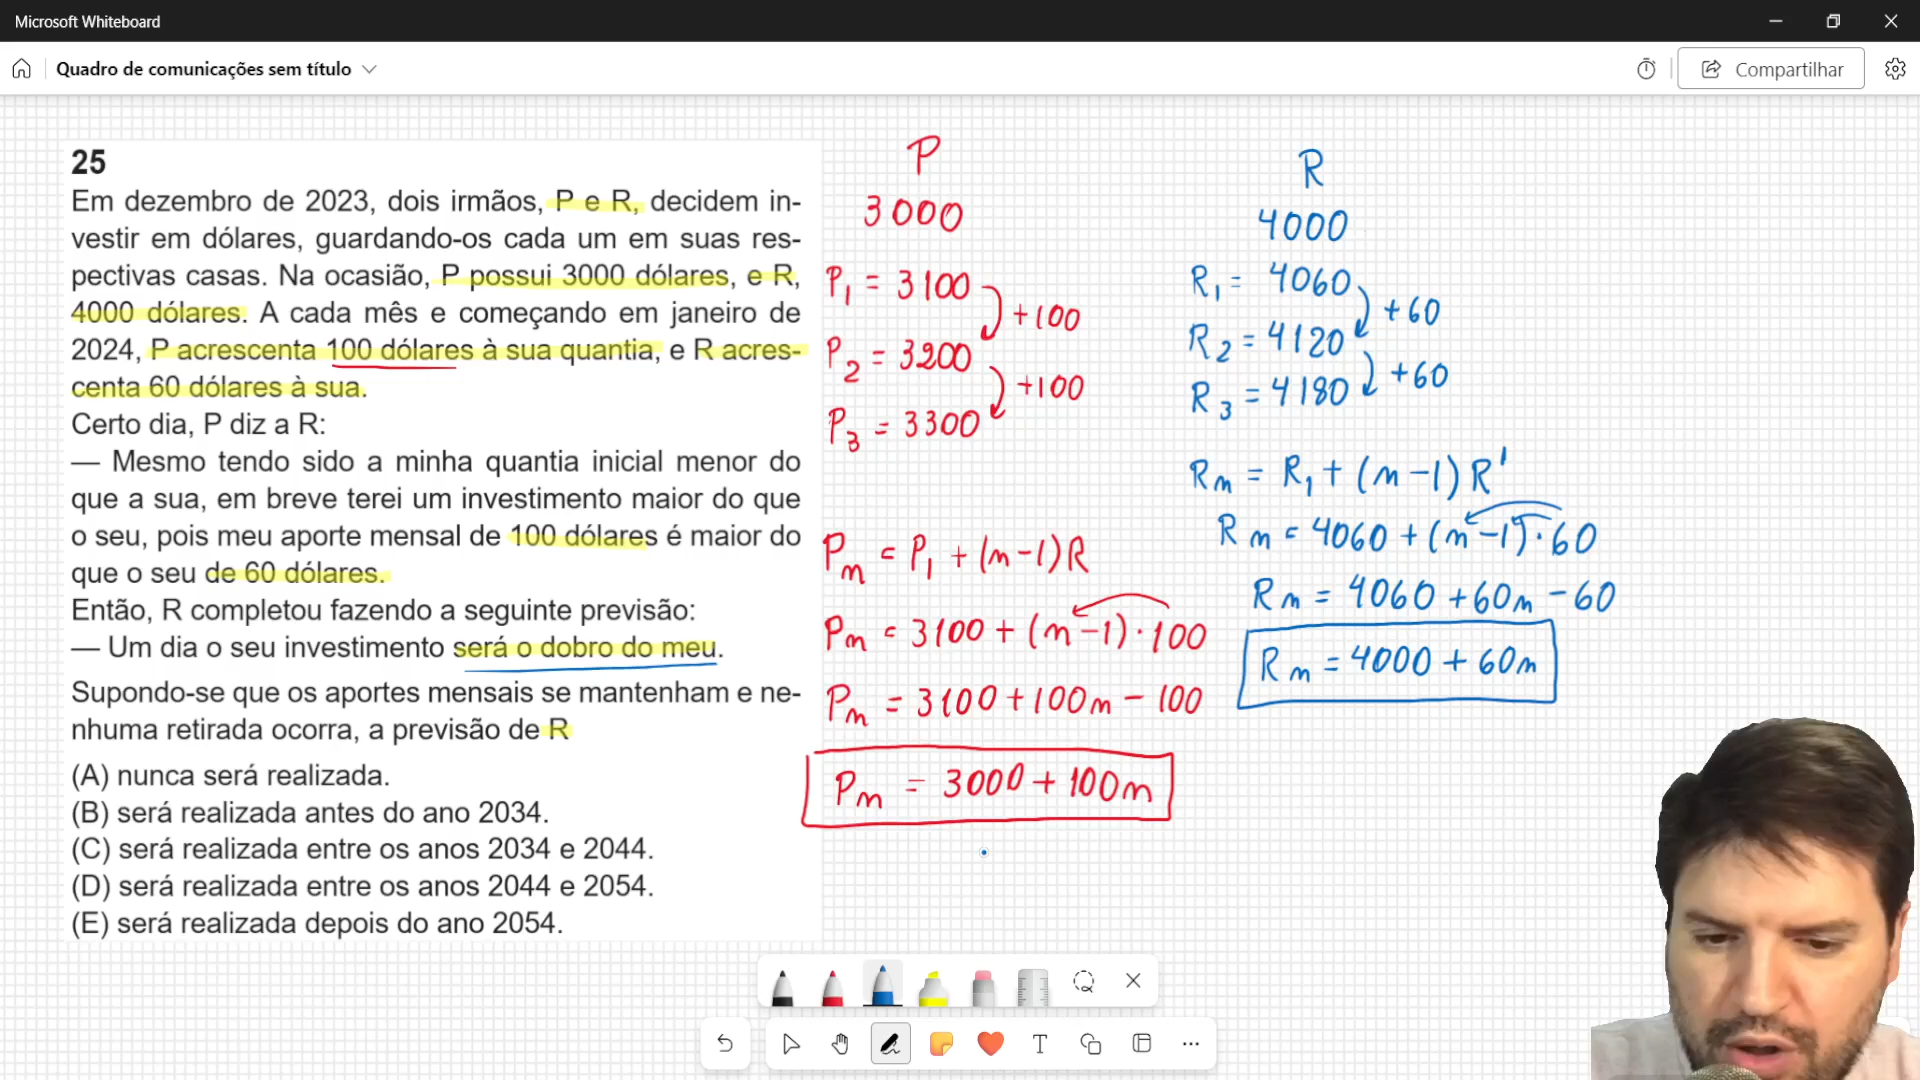 Microsoft Whiteboard
Quadro de comunicações sem título
Compartilhar
25
Em dezembro de 2023, dois irmãos, P e R, decidem in-
vestir em dólares, guardando-os cada um em suas res-
pectivas casas. Na ocasião, P possui 3000 dólares, e R,
4000 dólares. A cada mês e começando em janeiro de
2024, P acrescenta 100 dólares à sua quantia, e R acres-
centa 60 dólares à sua.
Certo dia, P diz a R:
— Mesmo tendo sido a minha quantia inicial menor do
que a sua, em breve terei um investimento maior do que
o seu, pois meu aporte mensal de 100 dólares é maior do
que o seu de 60 dólares.
Então, R completou fazendo a seguinte previsão:
— Um dia o seu investimento será o dobro do meu.
Supondo-se que os aportes mensais se mantenham e ne-
nhuma retirada ocorra, a previsão de R
(A) nunca será realizada.
(B) será realizada antes do ano 2034.
(C) será realizada entre os anos 2034 e 2044.
(D) será realizada entre os anos 2044 e 2054.
(E) será realizada depois do ano 2054.
P
3000
P₁ = 3100
+100
P₂ = 3200
+100
P₃ = 3300
Pn = P₁ + (n-1)R
Pn = 3100 + (n-1)·100
Pn = 3100 + 100n - 100
Pn = 3000 + 100n
R
4000
R₁ = 4060
+60
R₂ = 4120
+60
R₃ = 4180
Rn = R₁ + (n-1)R'
Rn = 4060 + (n-1)·60
Rn = 4060 + 60n - 60
Rn = 4000 + 60n